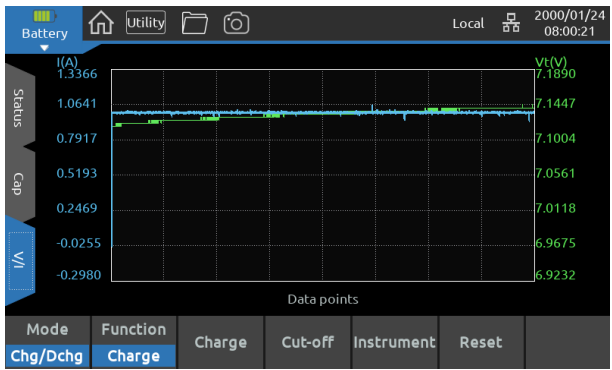 Battery
Utility
Local
2000/01/24
08:00:21
I(A)
Vt(V)
1.3366
7.1890
1.0641
7.1447
0.7917
7.1004
0.5193
7.0561
0.2469
7.0118
-0.0255
6.9675
-0.2980
6.9232
Status
Cap
V/I
Data points
Mode
Chg/Dchg
Function
Charge
Charge
Cut-off
Instrument
Reset